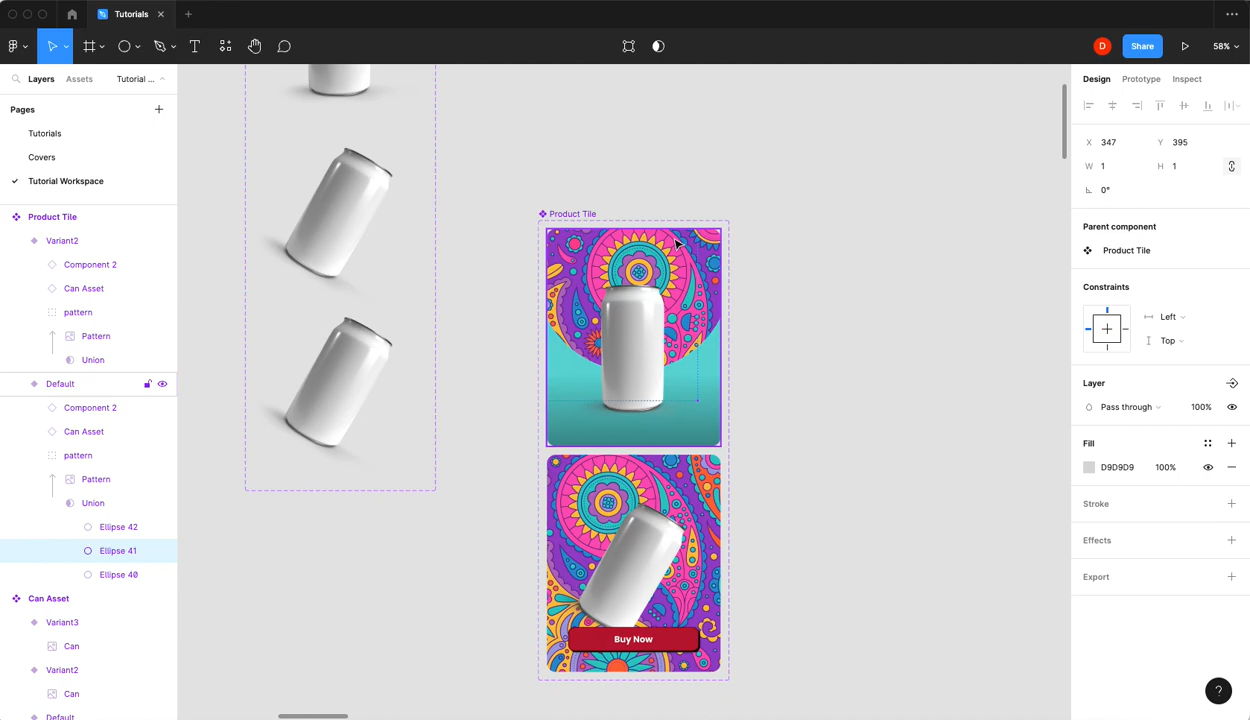 Tutorials
D
Share
58%
Layers
Assets
Tutorial ...
Pages
Tutorials
Covers
Tutorial Workspace
Product Tile
Variant2
Component 2
Can Asset
pattern
Pattern
Union
Default
Component 2
Can Asset
pattern
Pattern
Union
Ellipse 42
Ellipse 41
Ellipse 40
Can Asset
Variant3
Can
Variant2
Can
Default
Product Tile
Buy Now
Design
Prototype
Inspect
X 347
Y 395
W 1
H 1
0°
Parent component
Product Tile
Constraints
Left
Top
Layer
Pass through
100%
Fill
D9D9D9
100%
Stroke
Effects
Export
?